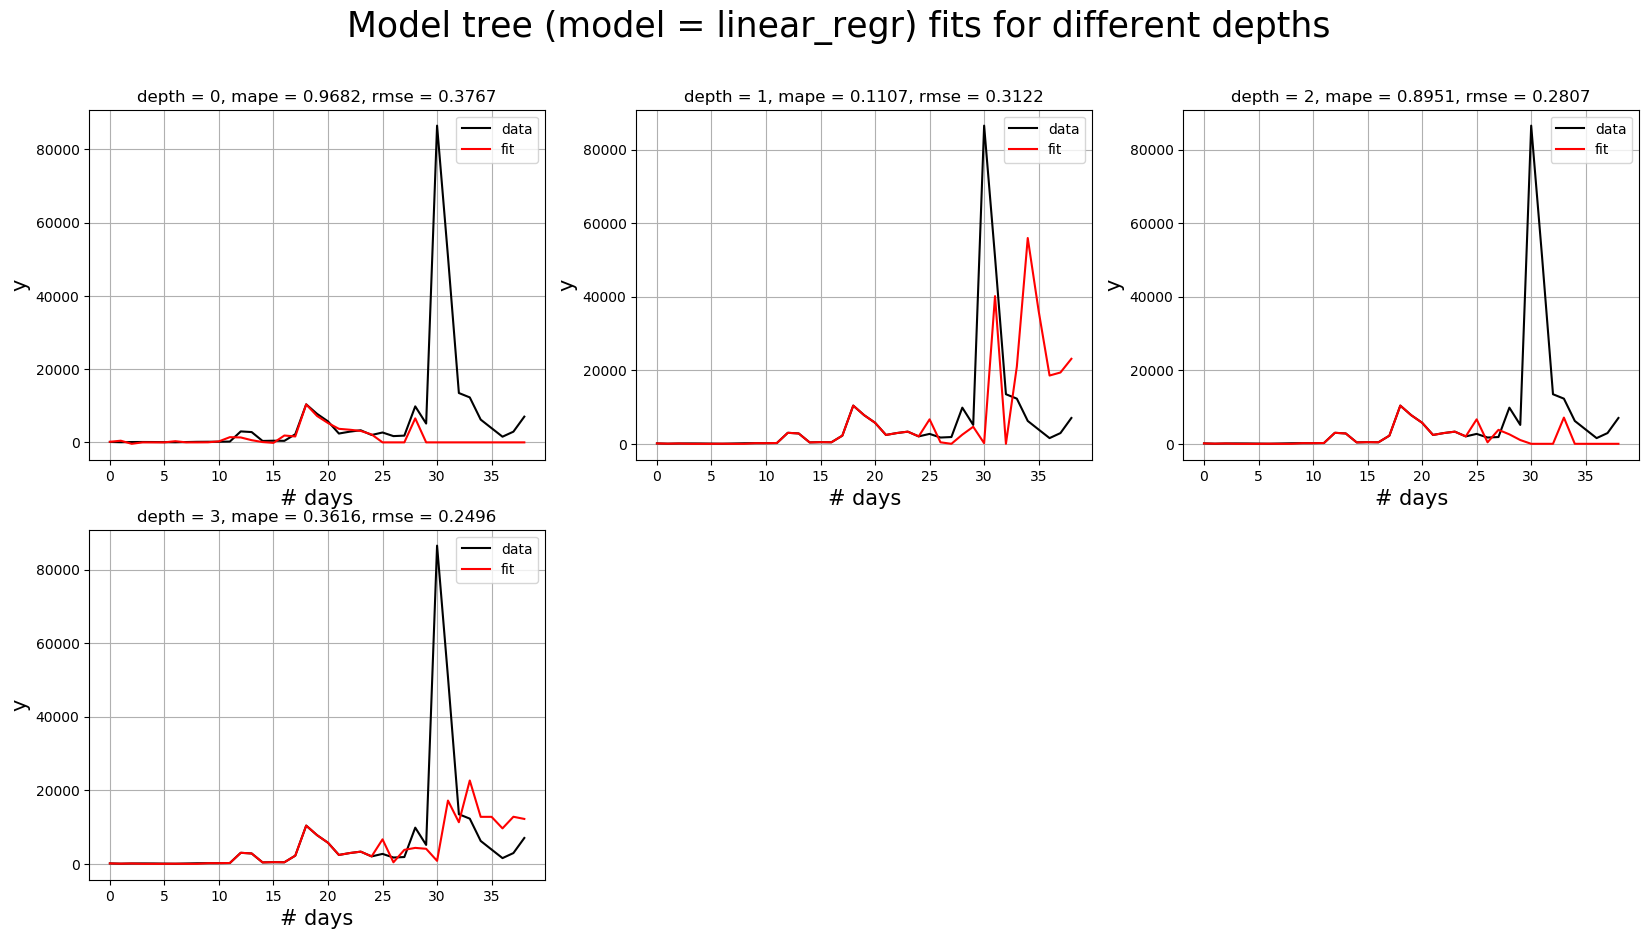 Model tree (model = linear_regr) fits for different depths
depth = 0, mape = 0.9682, rmse = 0.3767
data
fit
80000
60000
40000
20000
0
y
0 5 10 15 20 25 30 35
# days
depth = 1, mape = 0.1107, rmse = 0.3122
data
fit
80000
60000
40000
20000
0
y
0 5 10 15 20 25 30 35
# days
depth = 2, mape = 0.8951, rmse = 0.2807
data
fit
80000
60000
40000
20000
0
y
0 5 10 15 20 25 30 35
# days
depth = 3, mape = 0.3616, rmse = 0.2496
data
fit
80000
60000
40000
20000
0
y
0 5 10 15 20 25 30 35
# days